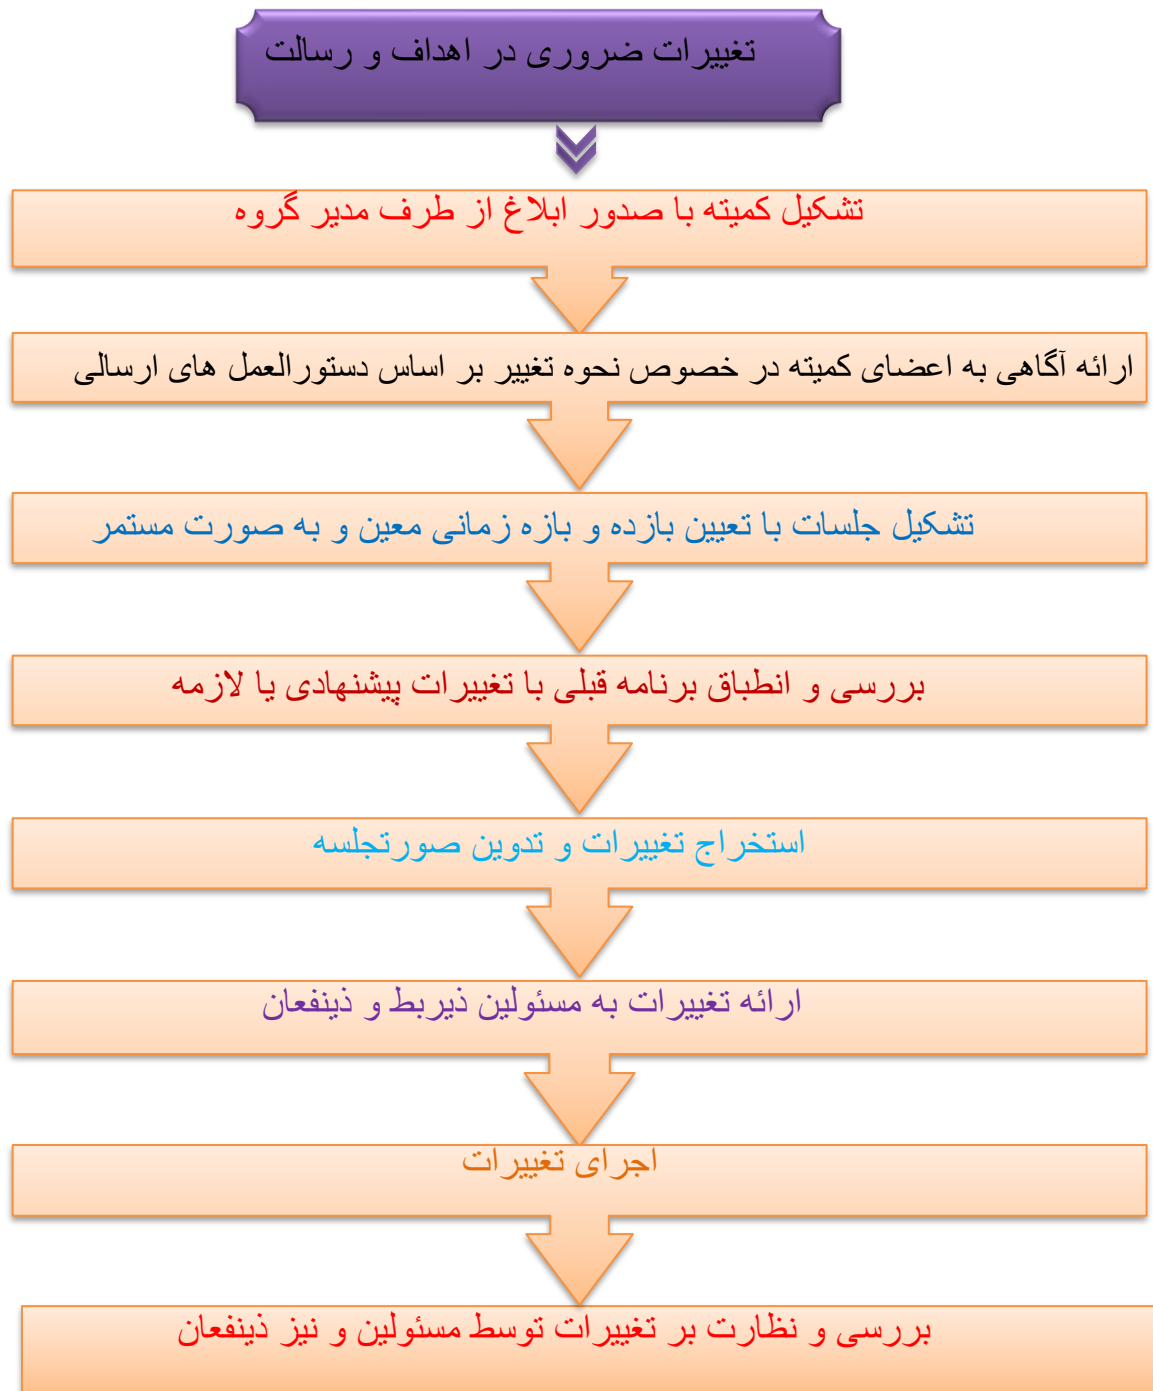 تغییرات ضروری در اهداف و رسالت
تشکیل کمیته با صدور ابلاغ از طرف مدیر گروه
ارائه آگاهی به اعضای کمیته در خصوص نحوه تغییر بر اساس دستورالعمل های ارسالی
تشکیل جلسات با تعیین بازده و بازه زمانی معین و به صورت مستمر
بررسی و انطباق برنامه قبلی با تغییرات پیشنهادی یا لازمه
استخراج تغییرات و تدوین صورتجلسه
ارائه تغییرات به مسئولین ذیربط و ذینفعان
اجرای تغییرات
بررسی و نظارت بر تغییرات توسط مسئولین و نیز ذینفعان